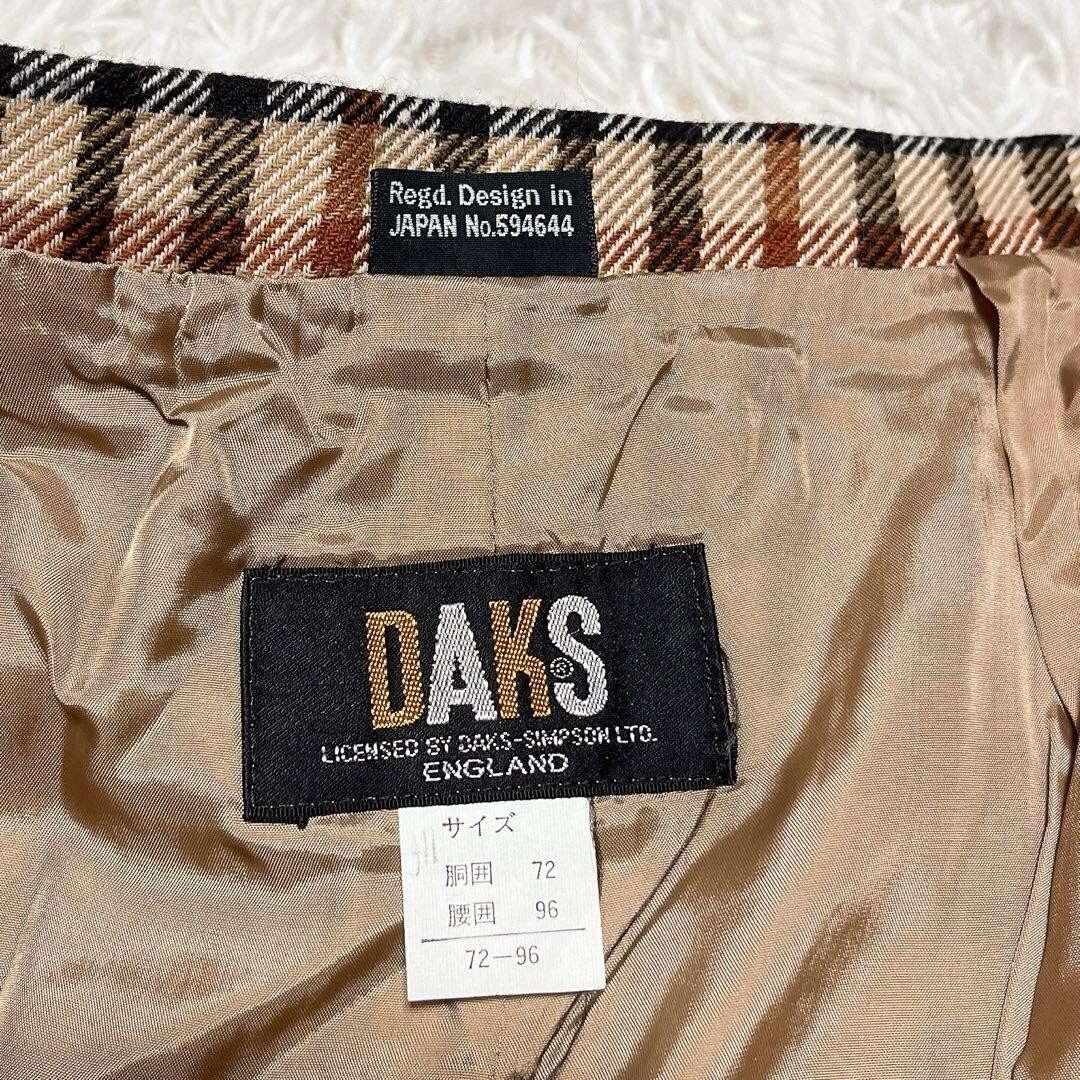 Regd. Design in
JAPAN No.594644
DAKS®
LICENSED BY DAKS-SIMPSON LTD.
ENGLAND
サイズ
胴囲 72
腰囲 96
72-96